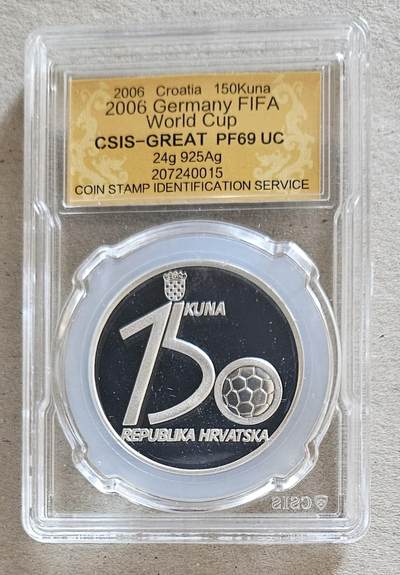 2006 Croatia 150Kuna
2006 Germany FIFA
World Cup
CSIS-GREAT PF69 UC
24g 925Ag
207240015
COIN STAMP IDENTIFICATION SERVICE
KUNA
150
REPUBLIKA HRVATSKA
CSIS